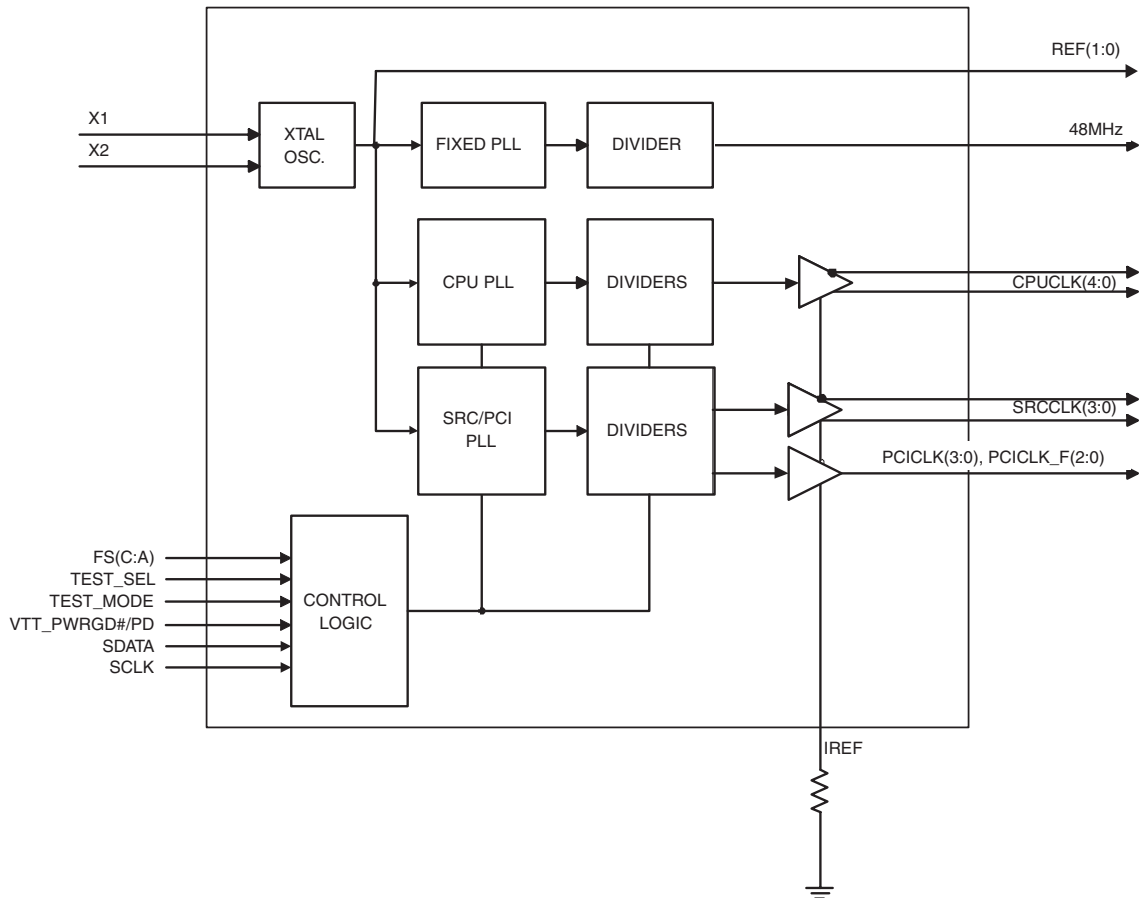 REF(1:0)
X1
X2
XTAL
OSC.
FIXED PLL
DIVIDER
48MHz
CPU PLL
DIVIDERS
CPUCLK(4:0)
SRC/PCI
PLL
DIVIDERS
SRCCLK(3:0)
PCICLK(3:0), PCICLK_F(2:0)
FS(C:A)
TEST_SEL
TEST_MODE
VTT_PWRGD#/PD
SDATA
SCLK
CONTROL
LOGIC
IREF